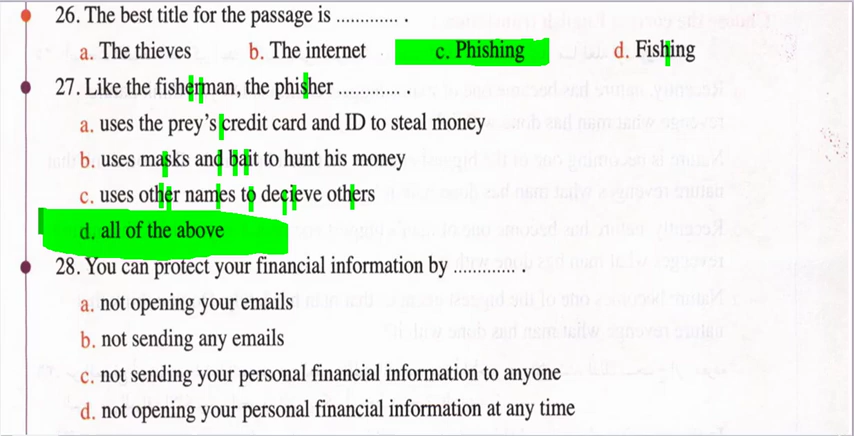 26. The best title for the passage is ............. .
a. The thieves b. The internet c. Phishing d. Fishing
27. Like the fisherman, the phisher ............. .
a. uses the prey's credit card and ID to steal money
b. uses masks and bait to hunt his money
c. uses other names to decieve others
d. all of the above
28. You can protect your financial information by ............. .
a. not opening your emails
b. not sending any emails
c. not sending your personal financial information to anyone
d. not opening your personal financial information at any time